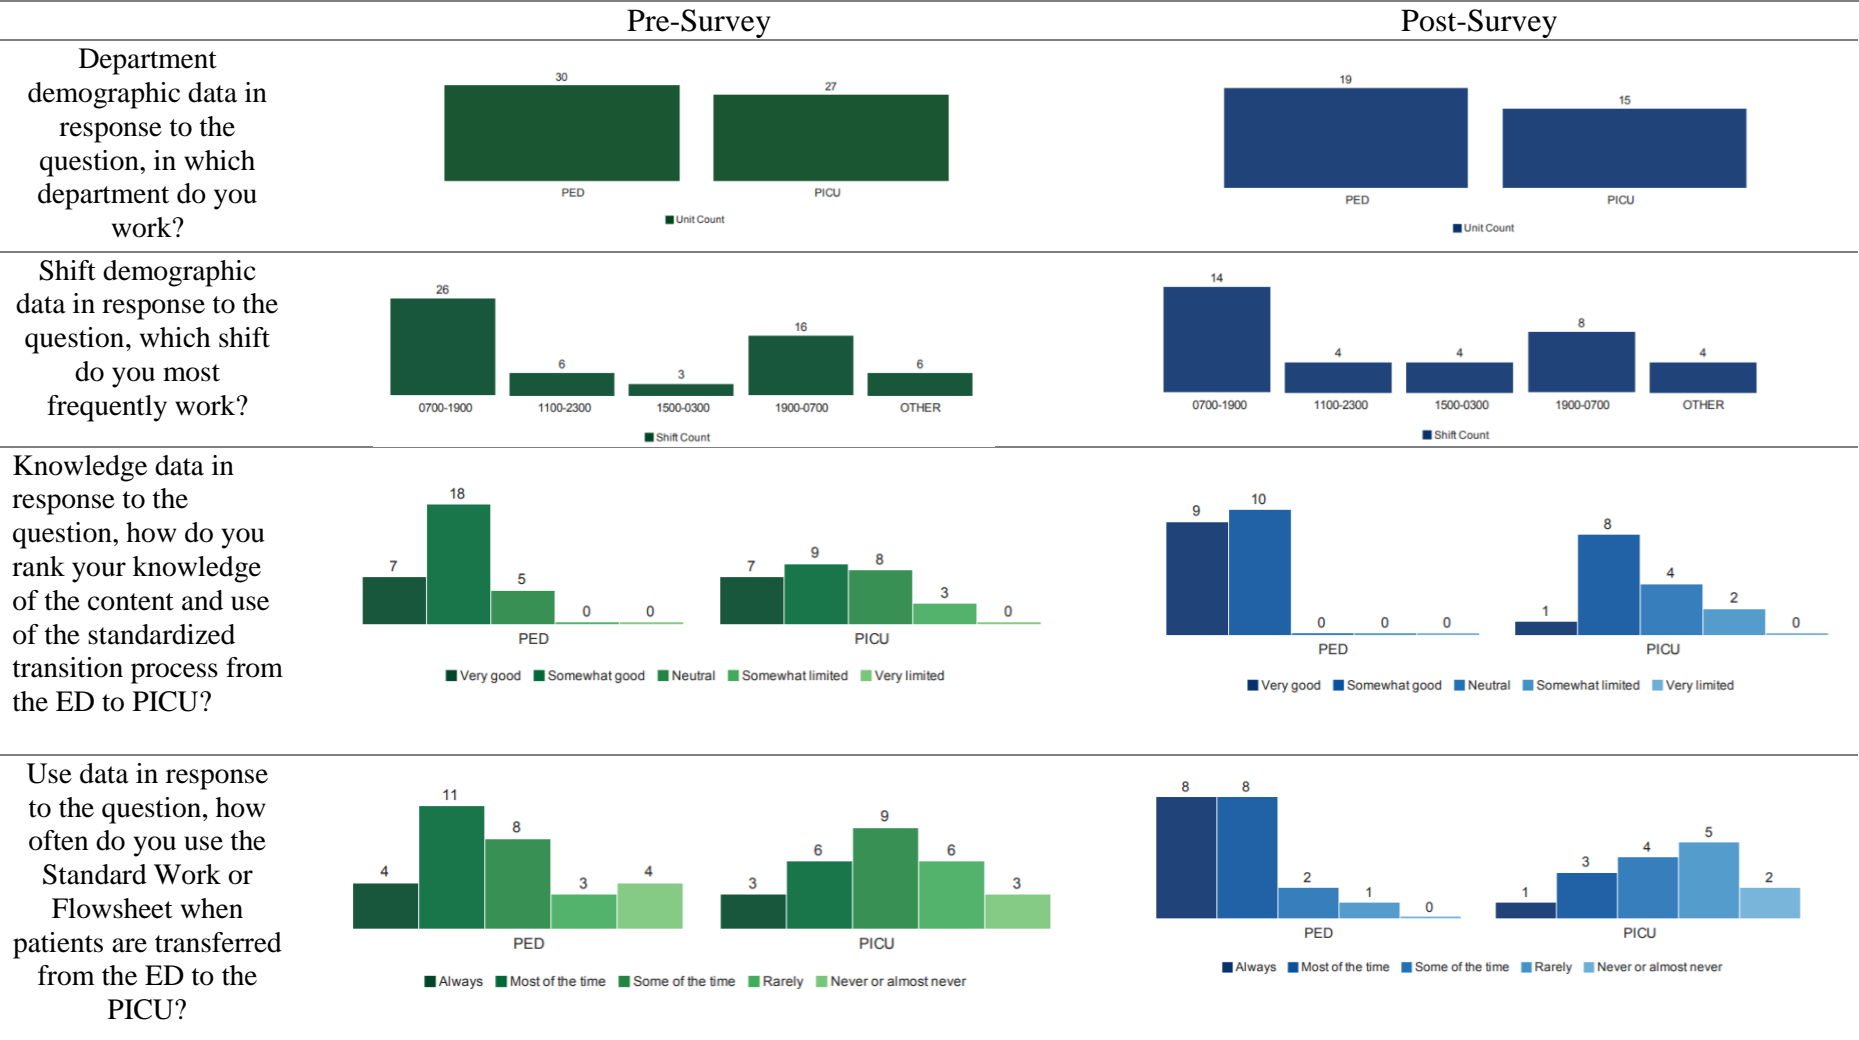 Pre-Survey
Post-Survey
Department
demographic data in
response to the
question, in which
department do you
work?
30
27
PED
PICU
Unit Count
19
15
PED
PICU
Unit Count
Shift demographic
data in response to the
question, which shift
do you most
frequently work?
26
6
3
16
6
0700-1900
1100-2300
1500-0300
1900-0700
OTHER
Shift Count
14
4
4
8
4
0700-1900
1100-2300
1500-0300
1900-0700
OTHER
Shift Count
Knowledge data in
response to the
question, how do you
rank your knowledge
of the content and use
of the standardized
transition process from
the ED to PICU?
7
18
5
0
0
PED
7
9
8
3
0
PICU
Very good Somewhat good Neutral Somewhat limited Very limited
9
10
0
0
0
PED
1
8
4
2
0
PICU
Very good Somewhat good Neutral Somewhat limited Very limited
Use data in response
to the question, how
often do you use the
Standard Work or
Flowsheet when
patients are transferred
from the ED to the
PICU?
4
11
8
3
4
PED
3
6
9
6
3
PICU
Always Most of the time Some of the time Rarely Never or almost never
8
8
2
1
0
PED
1
3
4
5
2
PICU
Always Most of the time Some of the time Rarely Never or almost never